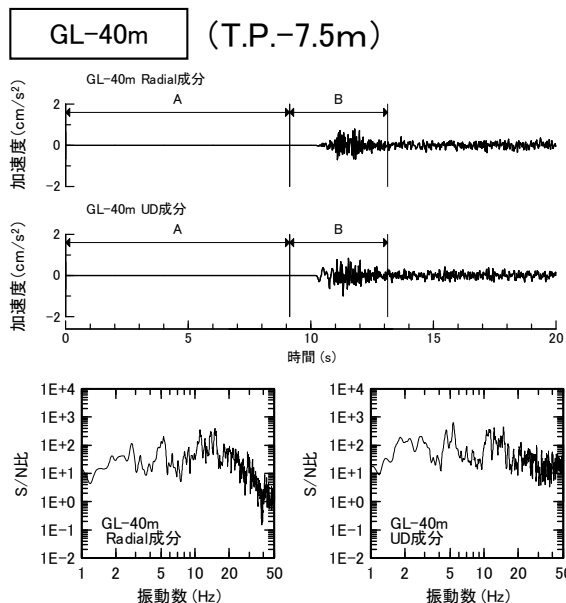 GL-40m (T.P.-7.5m)
GL-40m Radial成分
A B
加速度(cm/s²)
2
0
-2
GL-40m UD成分
A B
加速度(cm/s²)
2
0
-2
0 5 10 15 20
時間(s)
1E+4
1E+3
1E+2
1E+1
1E+0
1E-1
1E-2
S/N比
GL-40m
Radial成分
1 2 5 10 20 50
振動数(Hz)
1E+4
1E+3
1E+2
1E+1
1E+0
1E-1
1E-2
S/N比
GL-40m
UD成分
1 2 5 10 20 50
振動数(Hz)